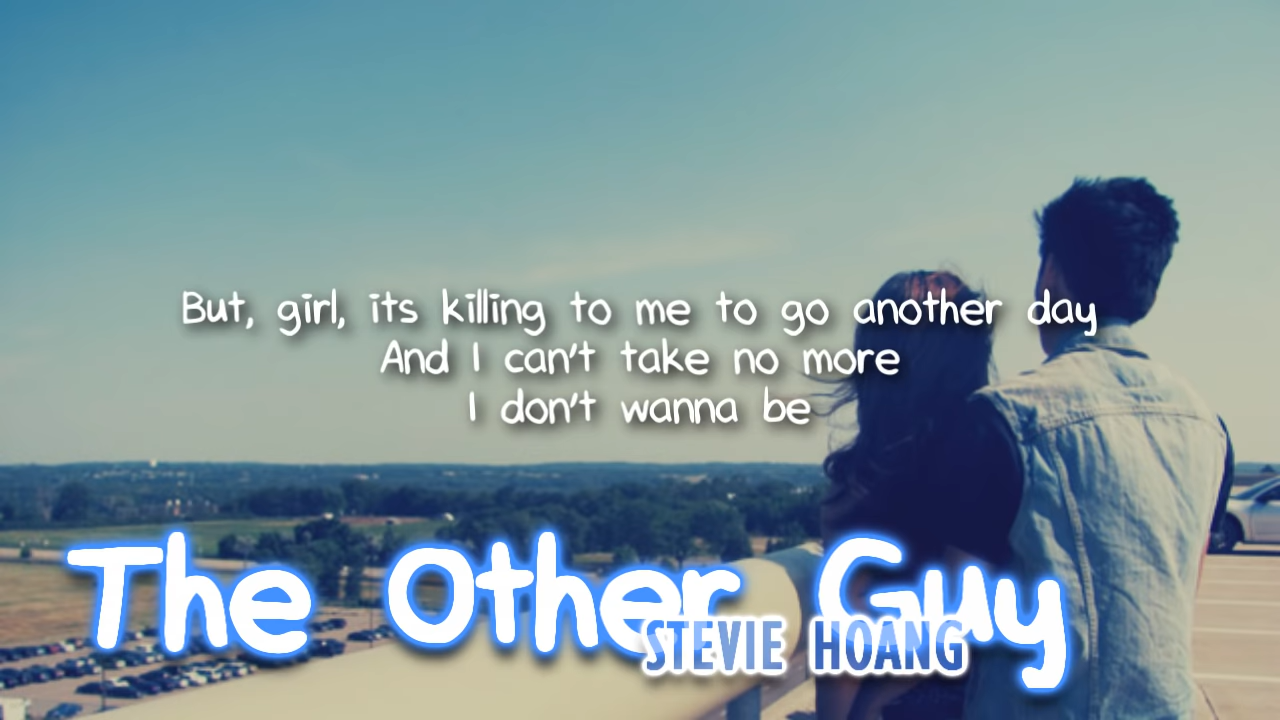 But, girl, its killing to me to go another day
And I can't take no more
I don't wanna be
The Other Guy
STEVIE HOANG